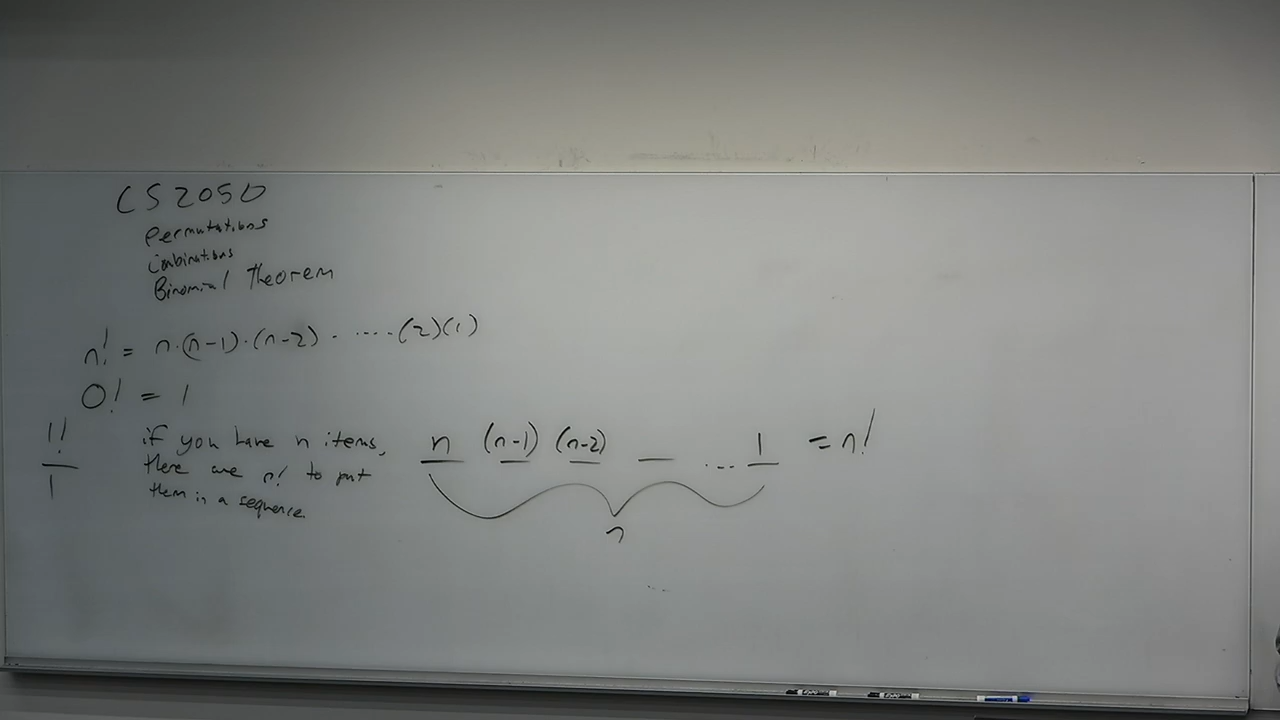 CS 2050
Permutations
Combinations
Binomial Theorem
n! = n·(n-1)·(n-2)· ....(2)(1)
0! = 1
1!
1
if you have n items,
there are n! to put
them in a sequence.
n (n-1) (n-2) ... 1 = n!
n